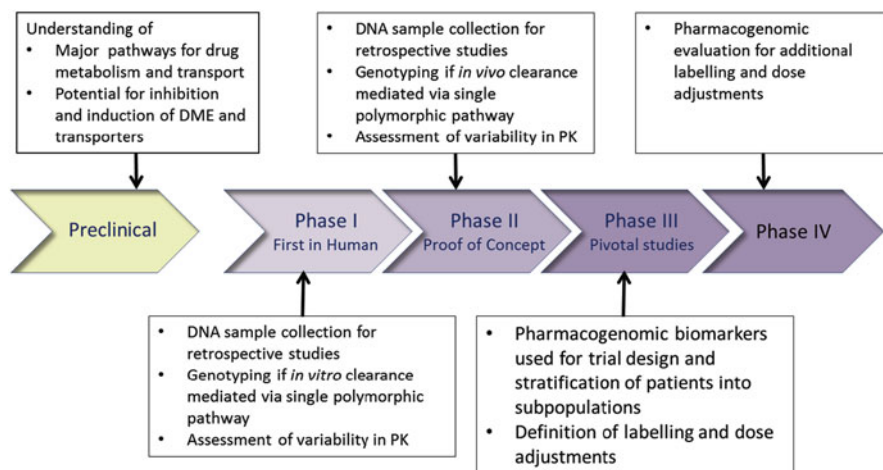 Understanding of
• Major pathways for drug
metabolism and transport
• Potential for inhibition
and induction of DME and
transporters
• DNA sample collection for
retrospective studies
• Genotyping if in vivo clearance
mediated via single
polymorphic pathway
• Assessment of variability in PK
• Pharmacogenomic
evaluation for additional
labelling and dose
adjustments
Preclinical
Phase I
First in Human
Phase II
Proof of Concept
Phase III
Pivotal studies
Phase IV
• DNA sample collection for
retrospective studies
• Genotyping if in vitro clearance
mediated via single polymorphic
pathway
• Assessment of variability in PK
• Pharmacogenomic biomarkers
used for trial design and
stratification of patients into
subpopulations
• Definition of labelling and dose
adjustments